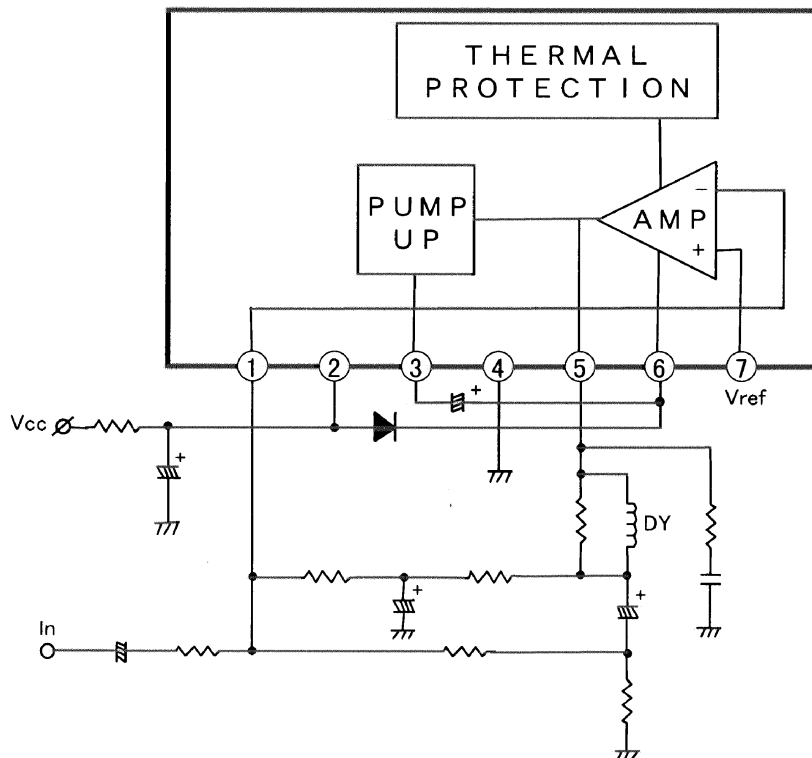 THERMAL
PROTECTION
PUMP
UP
AMP
−
+
1 2 3 4 5 6 7
+
Vref
Vcc
+
DY
+
+
In